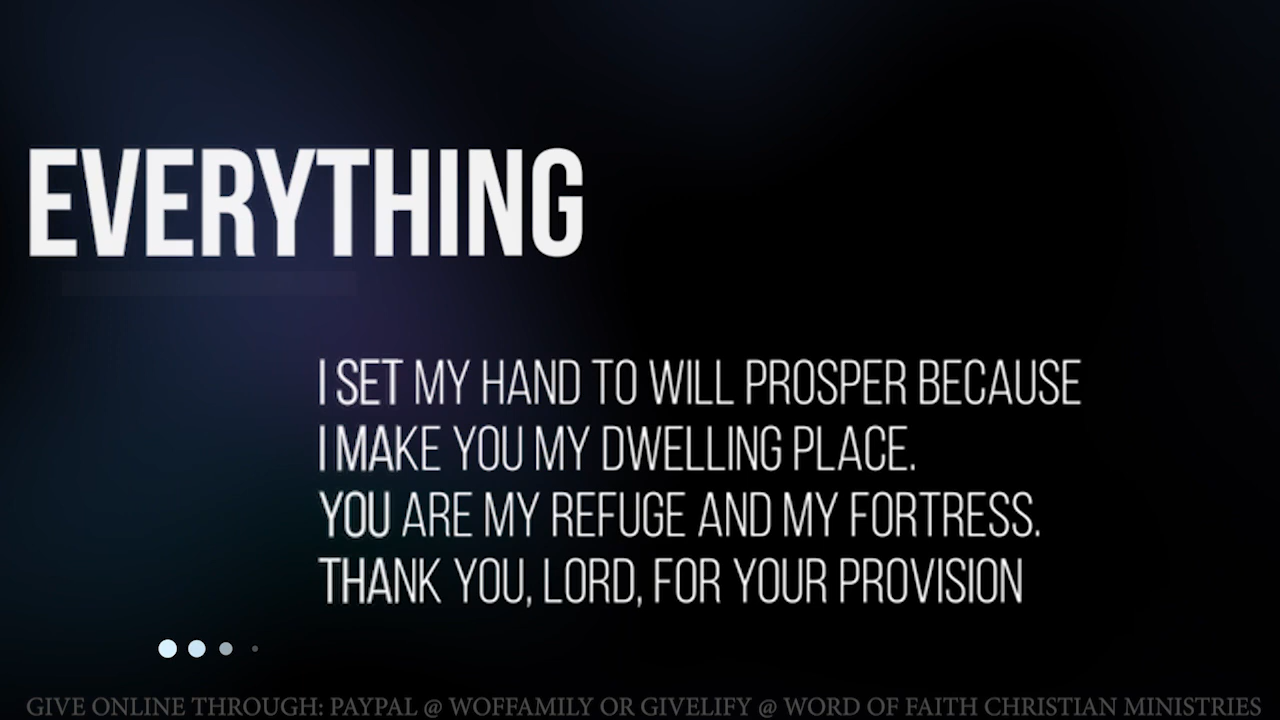 EVERYTHING
I SET MY HAND TO WILL PROSPER BECAUSE
I MAKE YOU MY DWELLING PLACE.
YOU ARE MY REFUGE AND MY FORTRESS.
THANK YOU, LORD, FOR YOUR PROVISION
GIVE ONLINE THROUGH: PAYPAL @ WOFFAMILY OR GIVELIFY @ WORD OF FAITH CHRISTIAN MINISTRIES